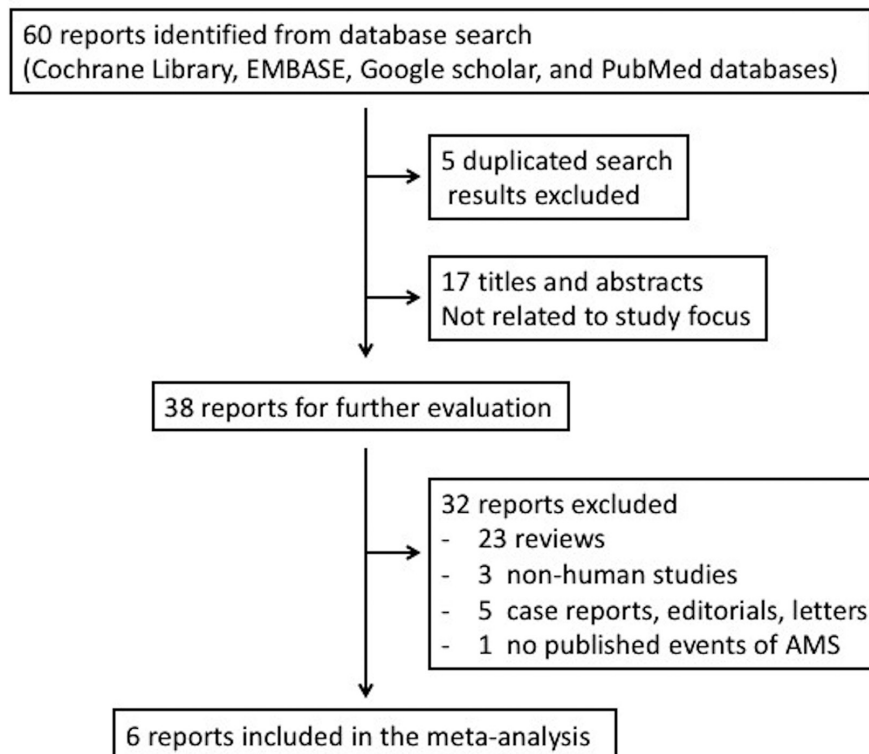 60 reports identified from database search
(Cochrane Library, EMBASE, Google scholar, and PubMed databases)
5 duplicated search
results excluded
17 titles and abstracts
Not related to study focus
38 reports for further evaluation
32 reports excluded
- 23 reviews
- 3 non-human studies
- 5 case reports, editorials, letters
- 1 no published events of AMS
6 reports included in the meta-analysis